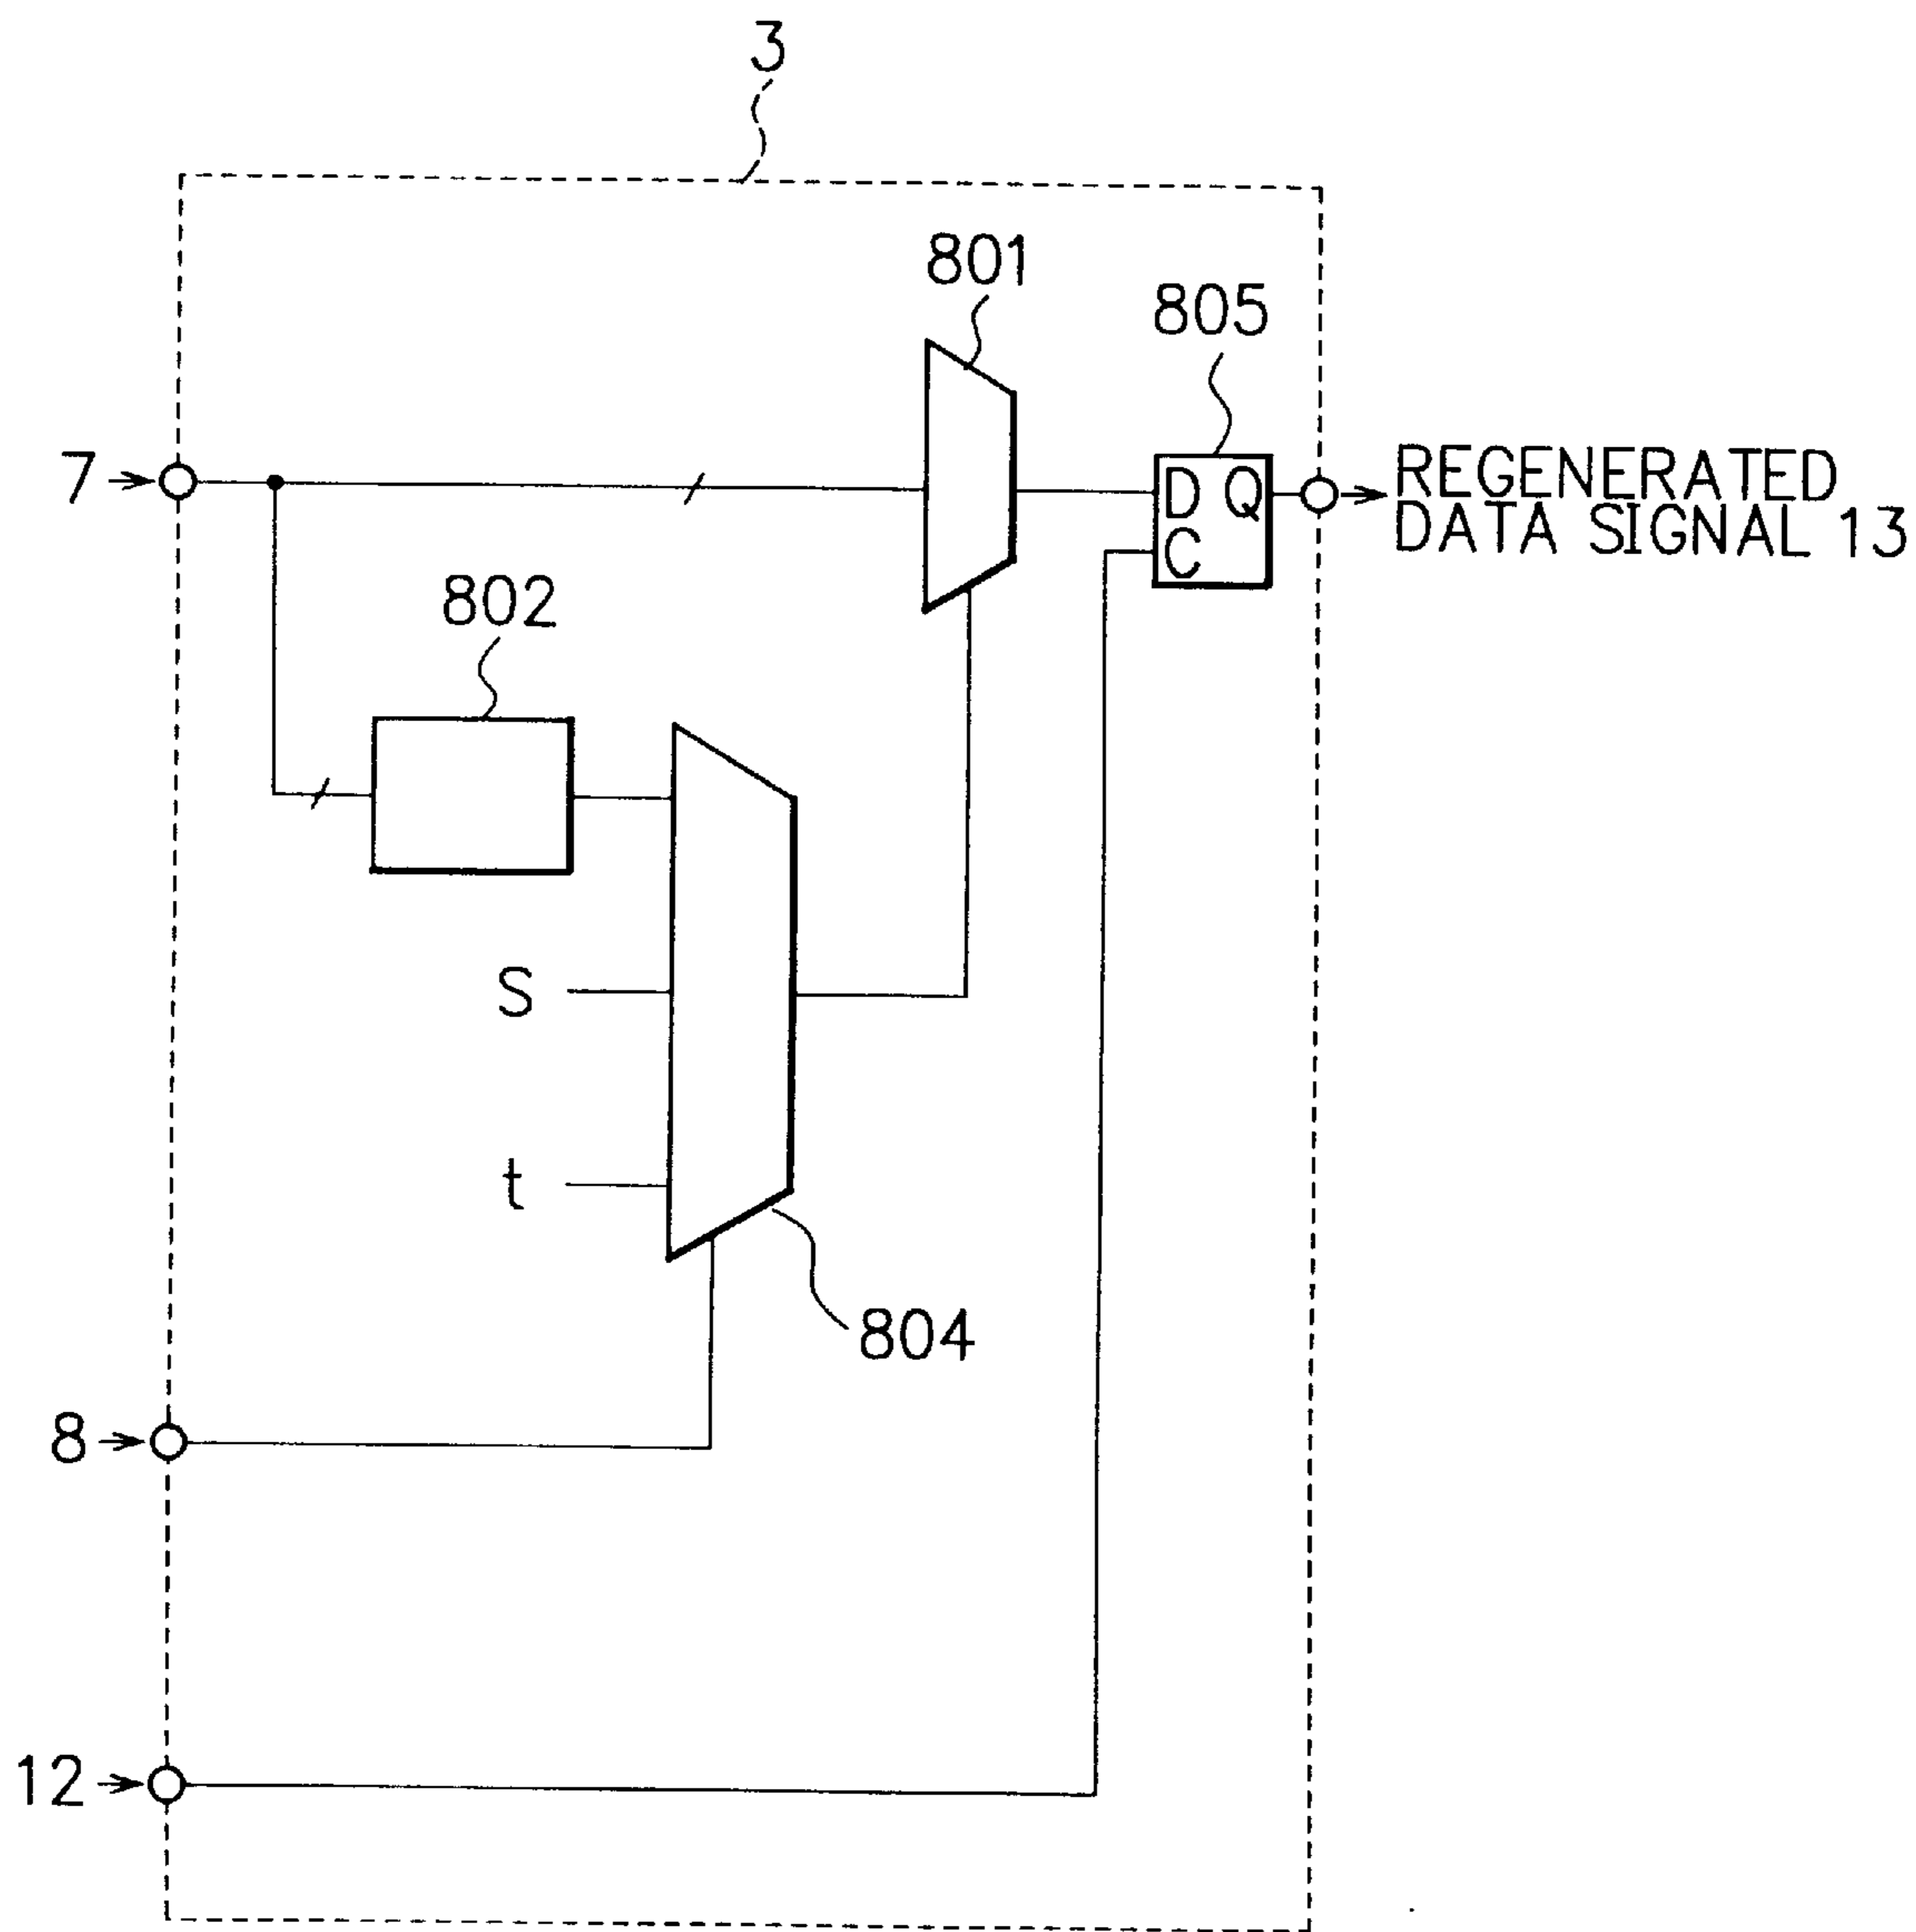 3
801
805
7
D Q
C
REGENERATED
DATA SIGNAL 13
802
S
t
804
8
12